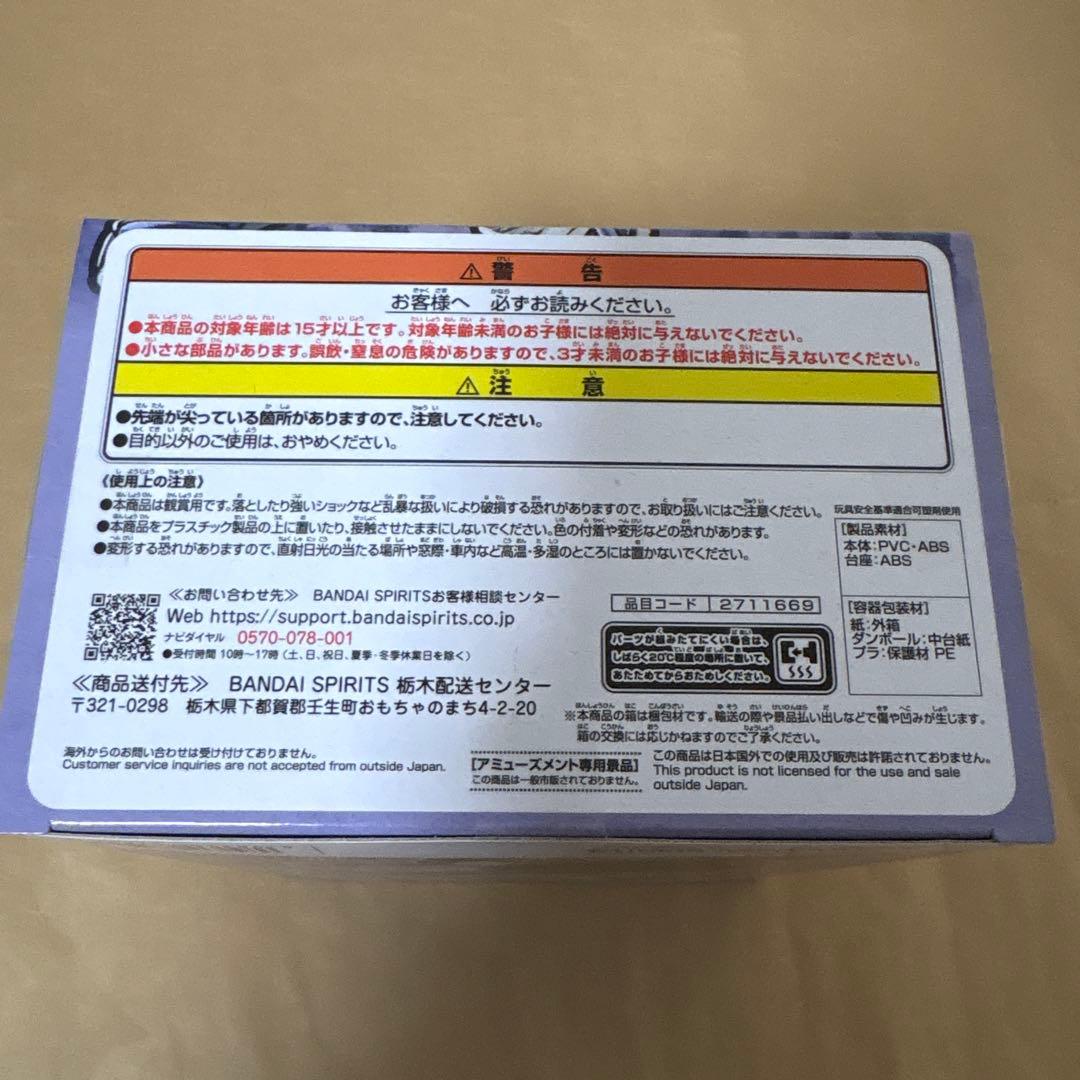 ⚠警 告
お客様へ 必ずお読みください。
●本商品の対象年齢は15才以上です。対象年齢未満のお子様には絶対に与えないでください。
●小さな部品があります。誤飲・窒息の危険がありますので、3才未満のお子様には絶対に与えないでください。
⚠注 意
●先端が尖っている箇所がありますので、注意してください。
●目的以外のご使用は、おやめください。
《使用上の注意》
●本商品は観賞用です。落としたり強いショックなど乱暴な扱いにより破損する恐れがありますので、お取り扱いにはご注意ください。
●本商品をプラスチック製品の上に置いたり、接触させたままにしないでください。色の付着や変形などの恐れがあります。
●変形する恐れがありますので、直射日光の当たる場所や窓際・車内など高温・多湿のところには置かないでください。
玩具安全基準適合可塑剤使用
[製品素材]
本体:PVC・ABS
台座:ABS
[容器包装材]
紙:外箱
ダンボール:中台紙
プラ:保護材 PE
≪お問い合わせ先≫ BANDAI SPIRITSお客様相談センター
Web https://support.bandaispirits.co.jp
ナビダイヤル 0570-078-001
●受付時間 10時〜17時(土、日、祝日、夏季・冬季休業日を除く)
品目コード 2711669
パーツが組みたてにくい場合は、
しばらく20℃程度の場所に置いて、
あたためてからおためしください。
≪商品送付先≫ BANDAI SPIRITS 栃木配送センター
〒321-0298 栃木県下都賀郡壬生町おもちゃのまち4-2-20
※本商品の箱は梱包材です。輸送の際や景品払い出しなどで傷や凹みが生じます。
箱の交換には応じかねますのでご了承ください。
海外からのお問い合わせは受け付けておりません。
Customer service inquiries are not accepted from outside Japan.
[アミューズメント専用景品]
この商品は一般市販されておりません。
この商品は日本国外での使用及び販売は許諾されておりません。
This product is not licensed for the use and sale
outside Japan.